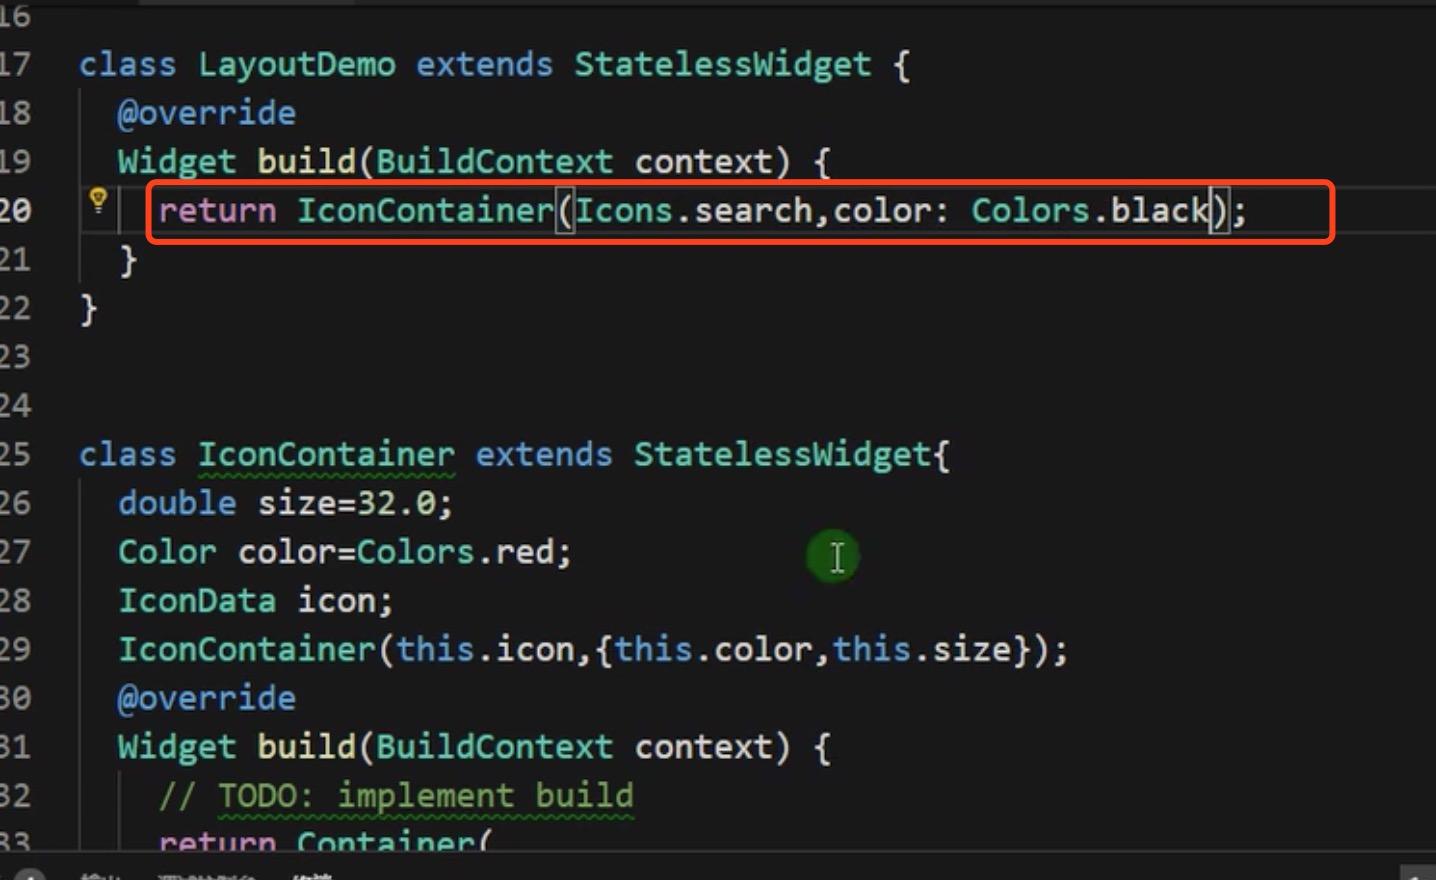 16
17 class LayoutDemo extends StatelessWidget {
18 @override
19 Widget build(BuildContext context) {
20 return IconContainer(Icons.search,color: Colors.black);
21 }
22 }
23
24
25 class IconContainer extends StatelessWidget{
26 double size=32.0;
27 Color color=Colors.red;
28 IconData icon;
29 IconContainer(this.icon,{this.color,this.size});
30 @override
31 Widget build(BuildContext context) {
32 // TODO: implement build
33 return Container(